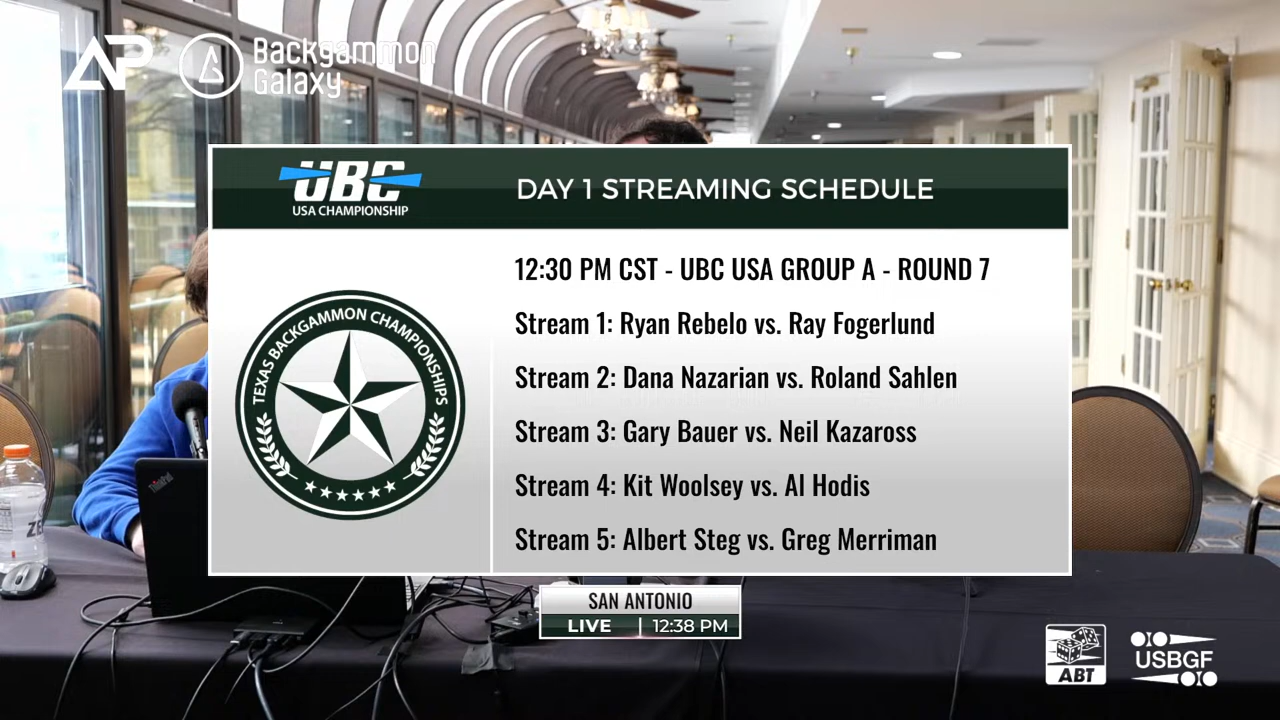 AP
Backgammon
Galaxy
UBC
USA CHAMPIONSHIP
DAY 1 STREAMING SCHEDULE
12:30 PM CST - UBC USA GROUP A - ROUND 7
Stream 1: Ryan Rebelo vs. Ray Fogerlund
Stream 2: Dana Nazarian vs. Roland Sahlen
Stream 3: Gary Bauer vs. Neil Kazaross
Stream 4: Kit Woolsey vs. Al Hodis
Stream 5: Albert Steg vs. Greg Merriman
TEXAS BACKGAMMON CHAMPIONSHIPS
ThinkPad
SAN ANTONIO
LIVE | 12:38 PM
ABT
USBGF